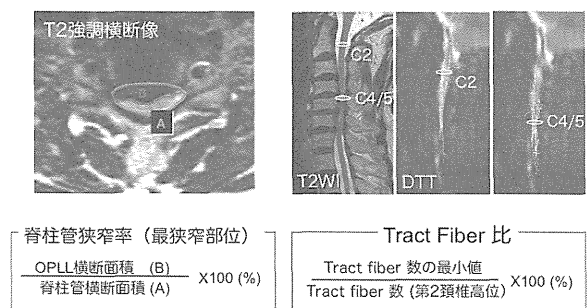 T2強調横断像
B
A
C2
C4/5
T2WI
C2
DTT
C4/5
脊柱管狭窄率（最狭窄部位）
OPLL横断面積 (B)
脊柱管横断面積 (A)
X100 (%)
Tract Fiber 比
Tract fiber 数の最小値
Tract fiber 数 (第2頚椎高位)
X100 (%)